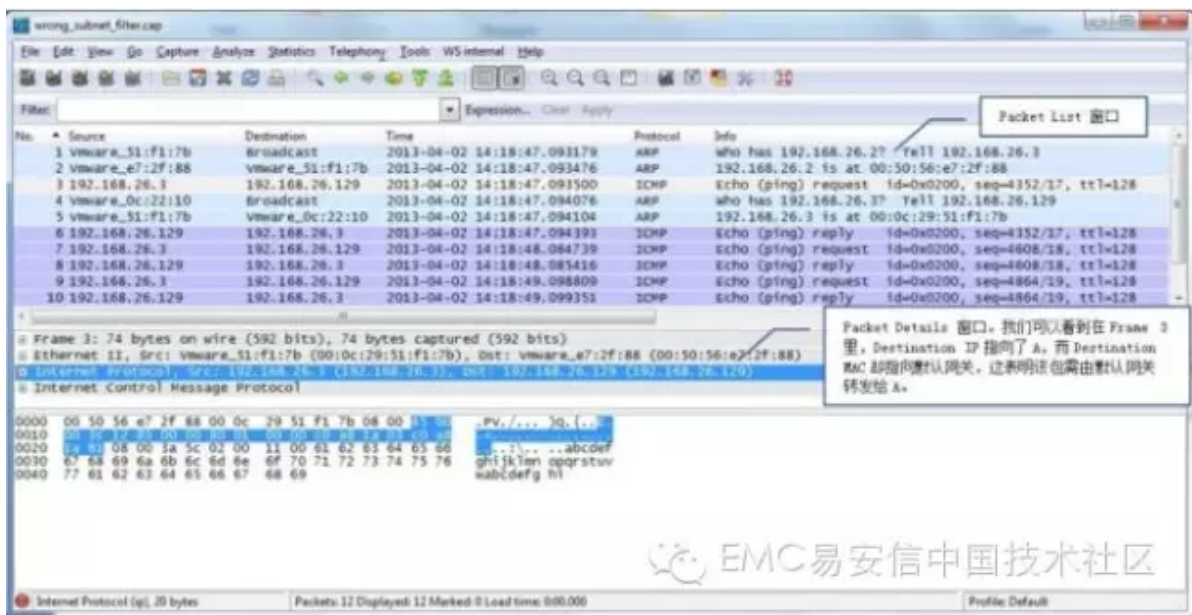 wrong_subnet_filter.cap
File Edit View Go Capture Analyze Statistics Telephony Tools WS internal Help
Filter: Expression... Clear Apply
Packet List 窗口
No. Source Destination Time Protocol Info
1 Vmware_51:f1:7b Broadcast 2013-04-02 14:18:47.093179 ARP who has 192.168.26.2? Tell 192.168.26.3
2 Vmware_e7:2f:88 Vmware_51:f1:7b 2013-04-02 14:18:47.093476 ARP 192.168.26.2 is at 00:50:56:e7:2f:88
3 192.168.26.3 192.168.26.129 2013-04-02 14:18:47.093500 ICMP Echo (ping) request id=0x0200, seq=4352/17, ttl=128
4 Vmware_0c:22:10 Broadcast 2013-04-02 14:18:47.094076 ARP who has 192.168.26.3? Tell 192.168.26.129
5 Vmware_51:f1:7b Vmware_0c:22:10 2013-04-02 14:18:47.094104 ARP 192.168.26.3 is at 00:0c:29:51:f1:7b
6 192.168.26.129 192.168.26.3 2013-04-02 14:18:47.094393 ICMP Echo (ping) reply id=0x0200, seq=4352/17, ttl=128
7 192.168.26.3 192.168.26.129 2013-04-02 14:18:48.084739 ICMP Echo (ping) request id=0x0200, seq=4608/18, ttl=128
8 192.168.26.129 192.168.26.3 2013-04-02 14:18:48.085416 ICMP Echo (ping) reply id=0x0200, seq=4608/18, ttl=128
9 192.168.26.3 192.168.26.129 2013-04-02 14:18:49.098809 ICMP Echo (ping) request id=0x0200, seq=4864/19, ttl=128
10 192.168.26.129 192.168.26.3 2013-04-02 14:18:49.099351 ICMP Echo (ping) reply id=0x0200, seq=4864/19, ttl=128
Packet Details 窗口。我们可以看到在 Frame 3
里,Destination IP 指向了 A,而 Destination
MAC 却指向默认网关,这表明该包需由默认网关
转发给 A。
Frame 3: 74 bytes on wire (592 bits), 74 bytes captured (592 bits)
Ethernet II, Src: Vmware_51:f1:7b (00:0c:29:51:f1:7b), Dst: Vmware_e7:2f:88 (00:50:56:e7:2f:88)
Internet Protocol, Src: 192.168.26.3 (192.168.26.3), Dst: 192.168.26.129 (192.168.26.129)
Internet Control Message Protocol
0000 00 50 56 e7 2f 88 00 0c 29 51 f1 7b 08 00 45 00 .PV./... )Q.{..
0010
0020 08 00 3a 5c 02 00 11 00 61 62 63 64 65 66 ..:\.. ..abcdef
0030 67 68 69 6a 6b 6c 6d 6e 6f 70 71 72 73 74 75 76 ghijklmn opqrstuv
0040 77 61 62 63 64 65 66 67 68 69 wabcdefg hi
EMC易安信中国技术社区
Internet Protocol (ip), 20 bytes Packets: 12 Displayed: 12 Marked: 0 Load time: 0:00.000 Profile: Default